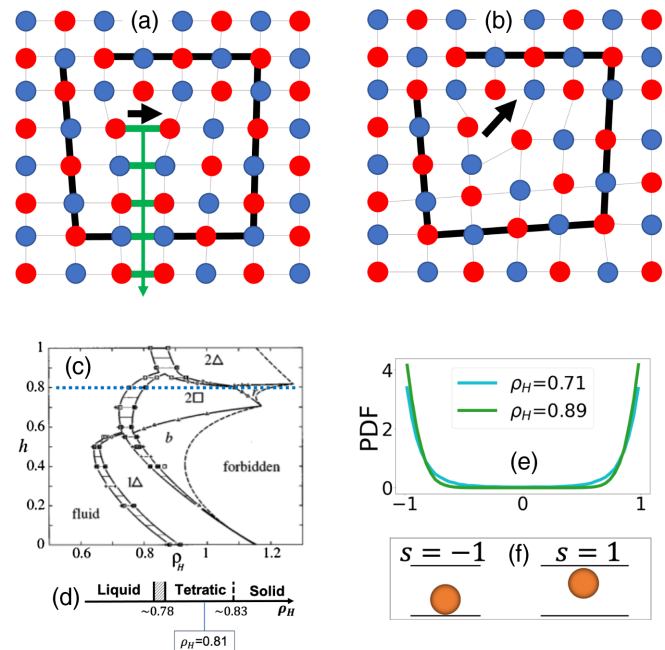 (a)
(b)
(c)
1
0.8
0.6
h
0.4
0.2
0
2△
2□
r
b
1△
fluid
forbidden
0.6
0.8
1
1.2
ρH
(d)
Liquid
Tetratic
Solid
~0.78
~0.83
ρH
ρH=0.81
4
2
0
PDF
ρH=0.71
ρH=0.89
(e)
−1
0
1
s = −1
(f)
s = 1